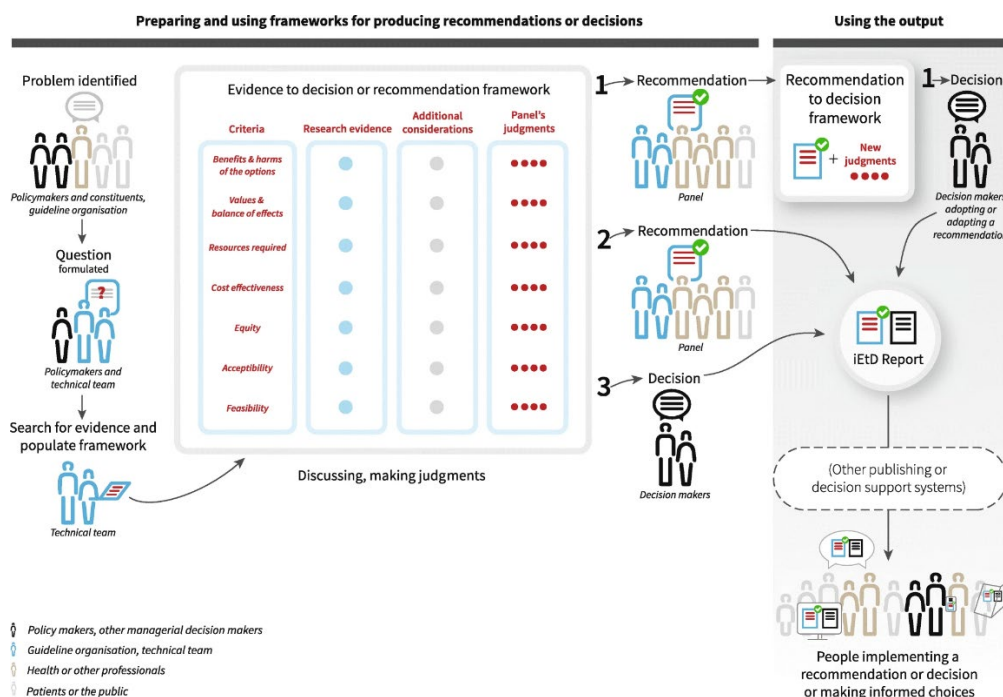 Preparing and using frameworks for producing recommendations or decisions
Using the output
Problem identified
Policymakers and constituents,
guideline organisation
Question
formulated
?
Policymakers and
technical team
Search for evidence and
populate framework
Technical team
Evidence to decision or recommendation framework
Criteria
Research evidence
Additional
considerations
Panel's
judgments
Benefits & harms
of the options
Values &
balance of effects
Resources required
Cost effectiveness
Equity
Acceptibility
Feasibility
Discussing, making judgments
1
Recommendation
Panel
2
Recommendation
Panel
3
Decision
Decision makers
Recommendation
to decision
framework
+
New
judgments
1
Decision
Decision makers
adopting or
adapting a
recommendation
iEtD Report
(Other publishing or
decision support systems)
People implementing a
recommendation or decision
or making informed choices
Policy makers, other managerial decision makers
Guideline organisation, technical team
Health or other professionals
Patients or the public